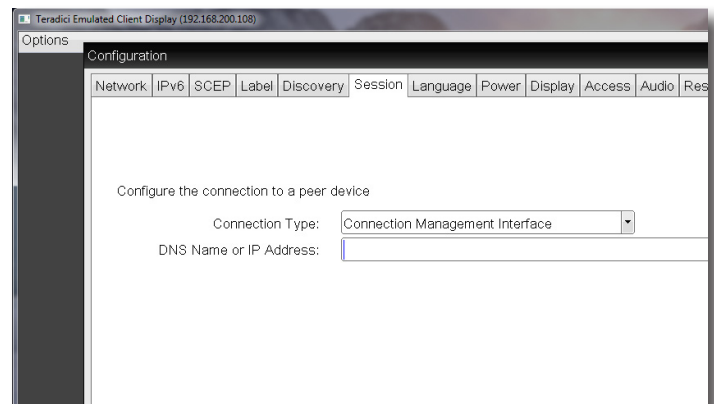 Teradici Emulated Client Display (192.168.200.108)
Options
Configuration
Network IPv6 SCEP Label Discovery Session Language Power Display Access Audio Res
Configure the connection to a peer device
Connection Type: Connection Management Interface
DNS Name or IP Address: